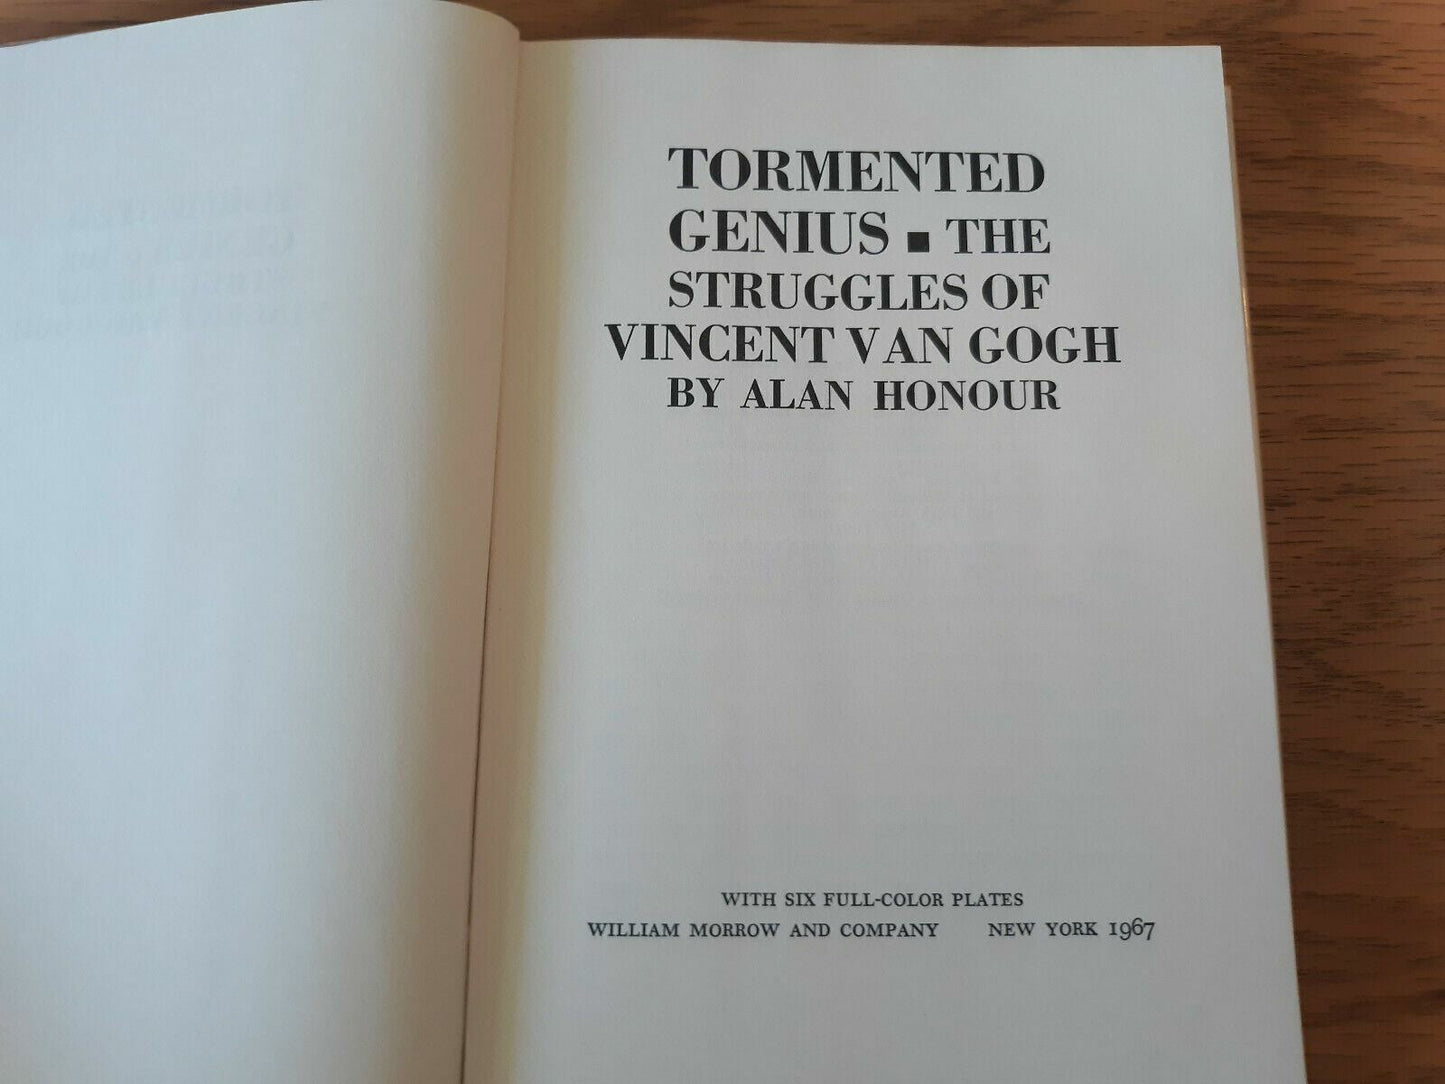 TORMENTED
GENIUS ■ THE
STRUGGLES OF
VINCENT VAN GOGH
BY ALAN HONOUR
WITH SIX FULL-COLOR PLATES
WILLIAM MORROW AND COMPANY NEW YORK 1967